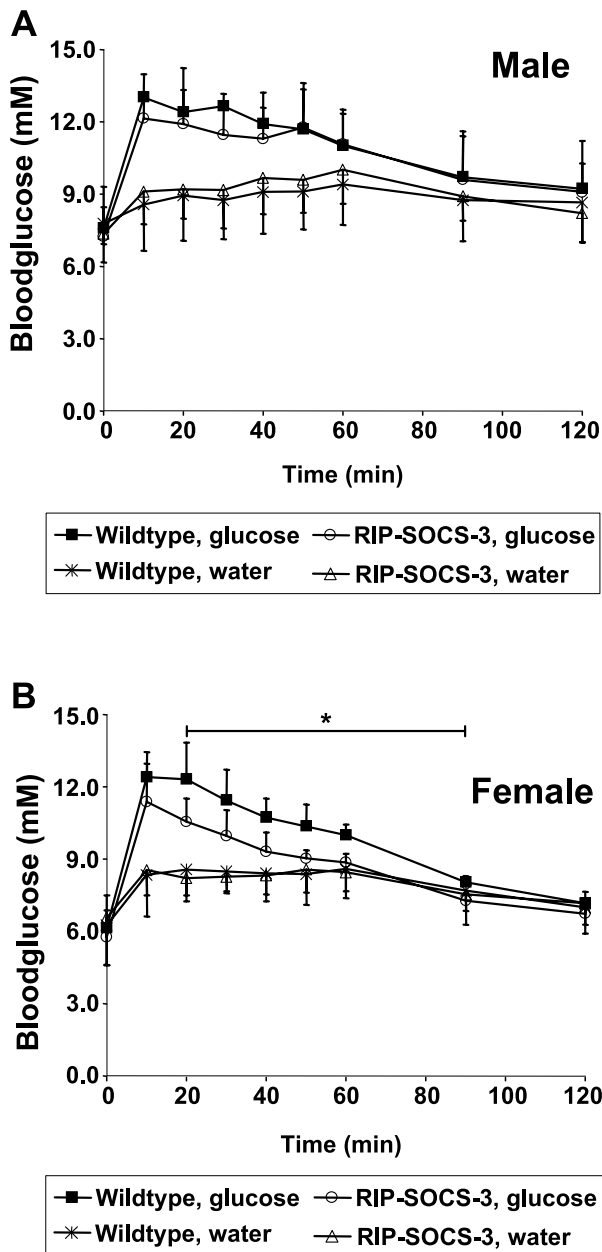 A
Male
15.0
12.0
9.0
6.0
3.0
0.0
Bloodglucose (mM)
0 20 40 60 80 100 120
Time (min)
Wildtype, glucose RIP-SOCS-3, glucose
Wildtype, water RIP-SOCS-3, water
B
*
Female
15.0
12.0
9.0
6.0
3.0
0.0
Bloodglucose (mM)
0 20 40 60 80 100 120
Time (min)
Wildtype, glucose RIP-SOCS-3, glucose
Wildtype, water RIP-SOCS-3, water